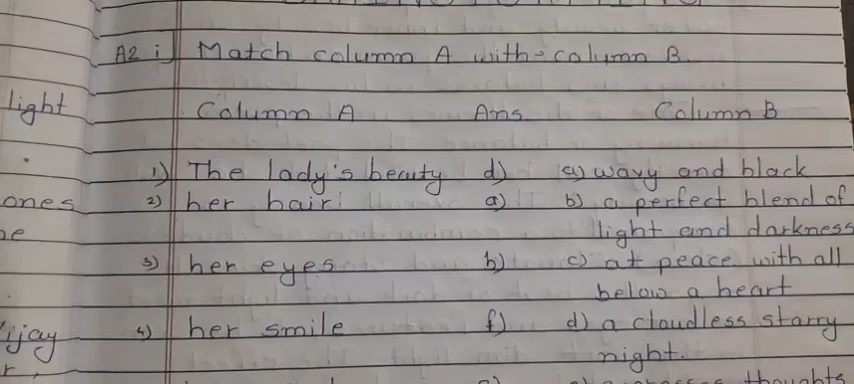 A2 i) Match column A with column B.
light Column A Ans Column B
1) The lady's beauty d) a) wavy and black
ones 2) her hair a) b) a perfect blend of
light and darkness
3) her eyes b) c) at peace with all
below a heart
4) her smile f) d) a cloudless starry
night.
thoughts